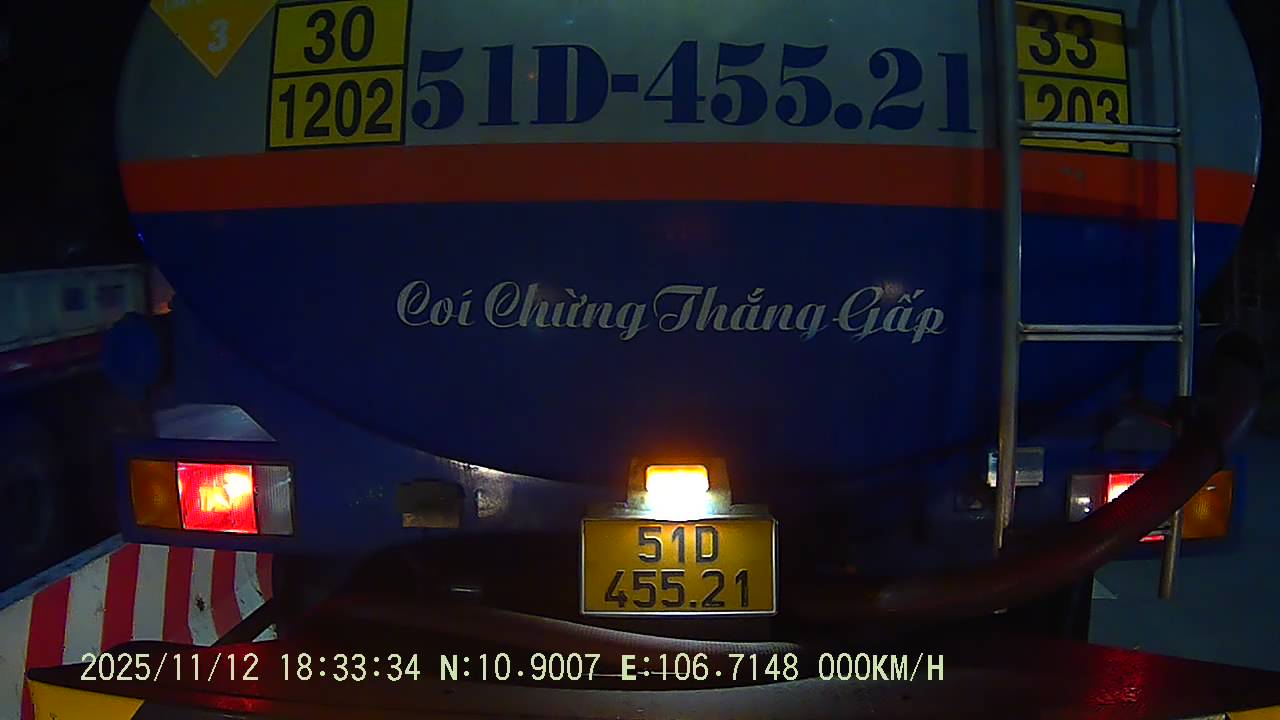 3
30
1202
51D-455.21
33
1203
Coi Chừng Thắng Gấp
51D
455.21
2025/11/12 18:33:34 N:10.9007 E:106.7148 000KM/H